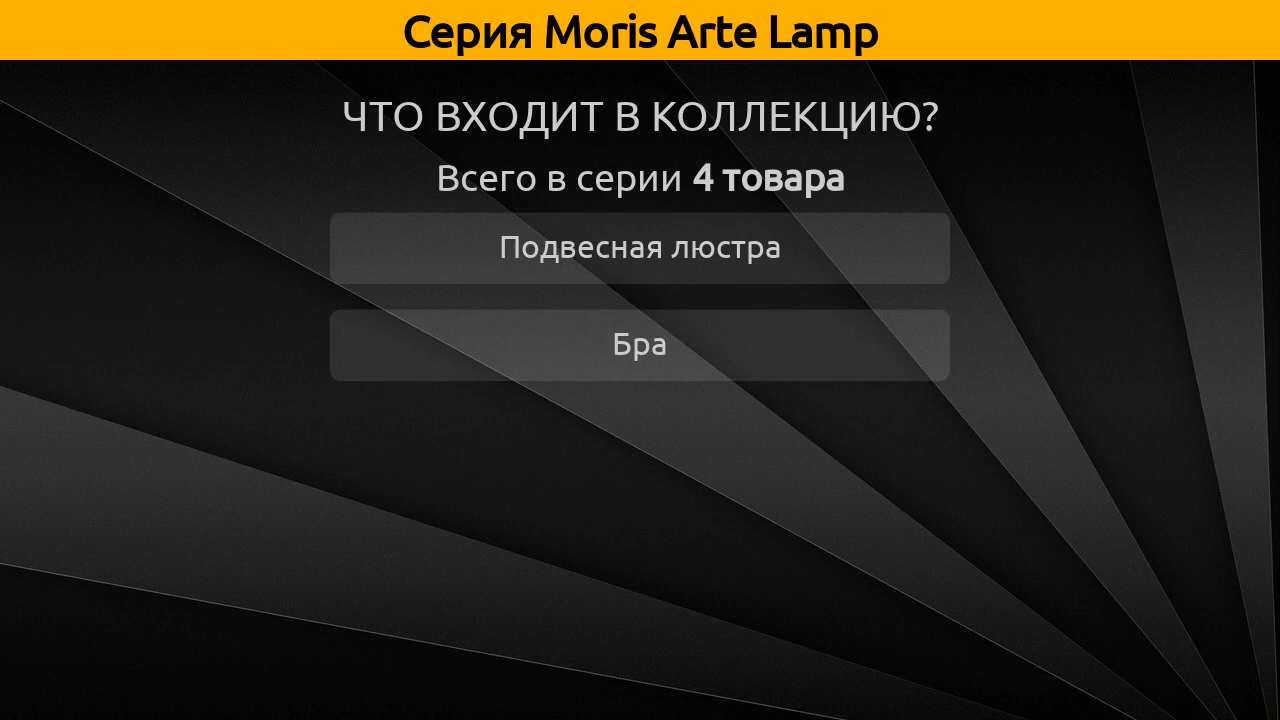 Серия Moris Arte Lamp
ЧТО ВХОДИТ В КОЛЛЕКЦИЮ?
Всего в серии 4 товара
Подвесная люстра
Бра